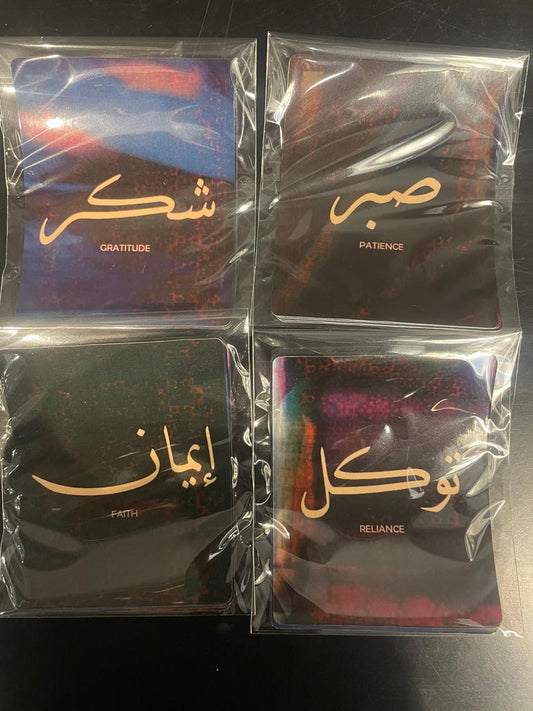 شكر
GRATITUDE
صبر
PATIENCE
إيمان
FAITH
توكل
RELIANCE